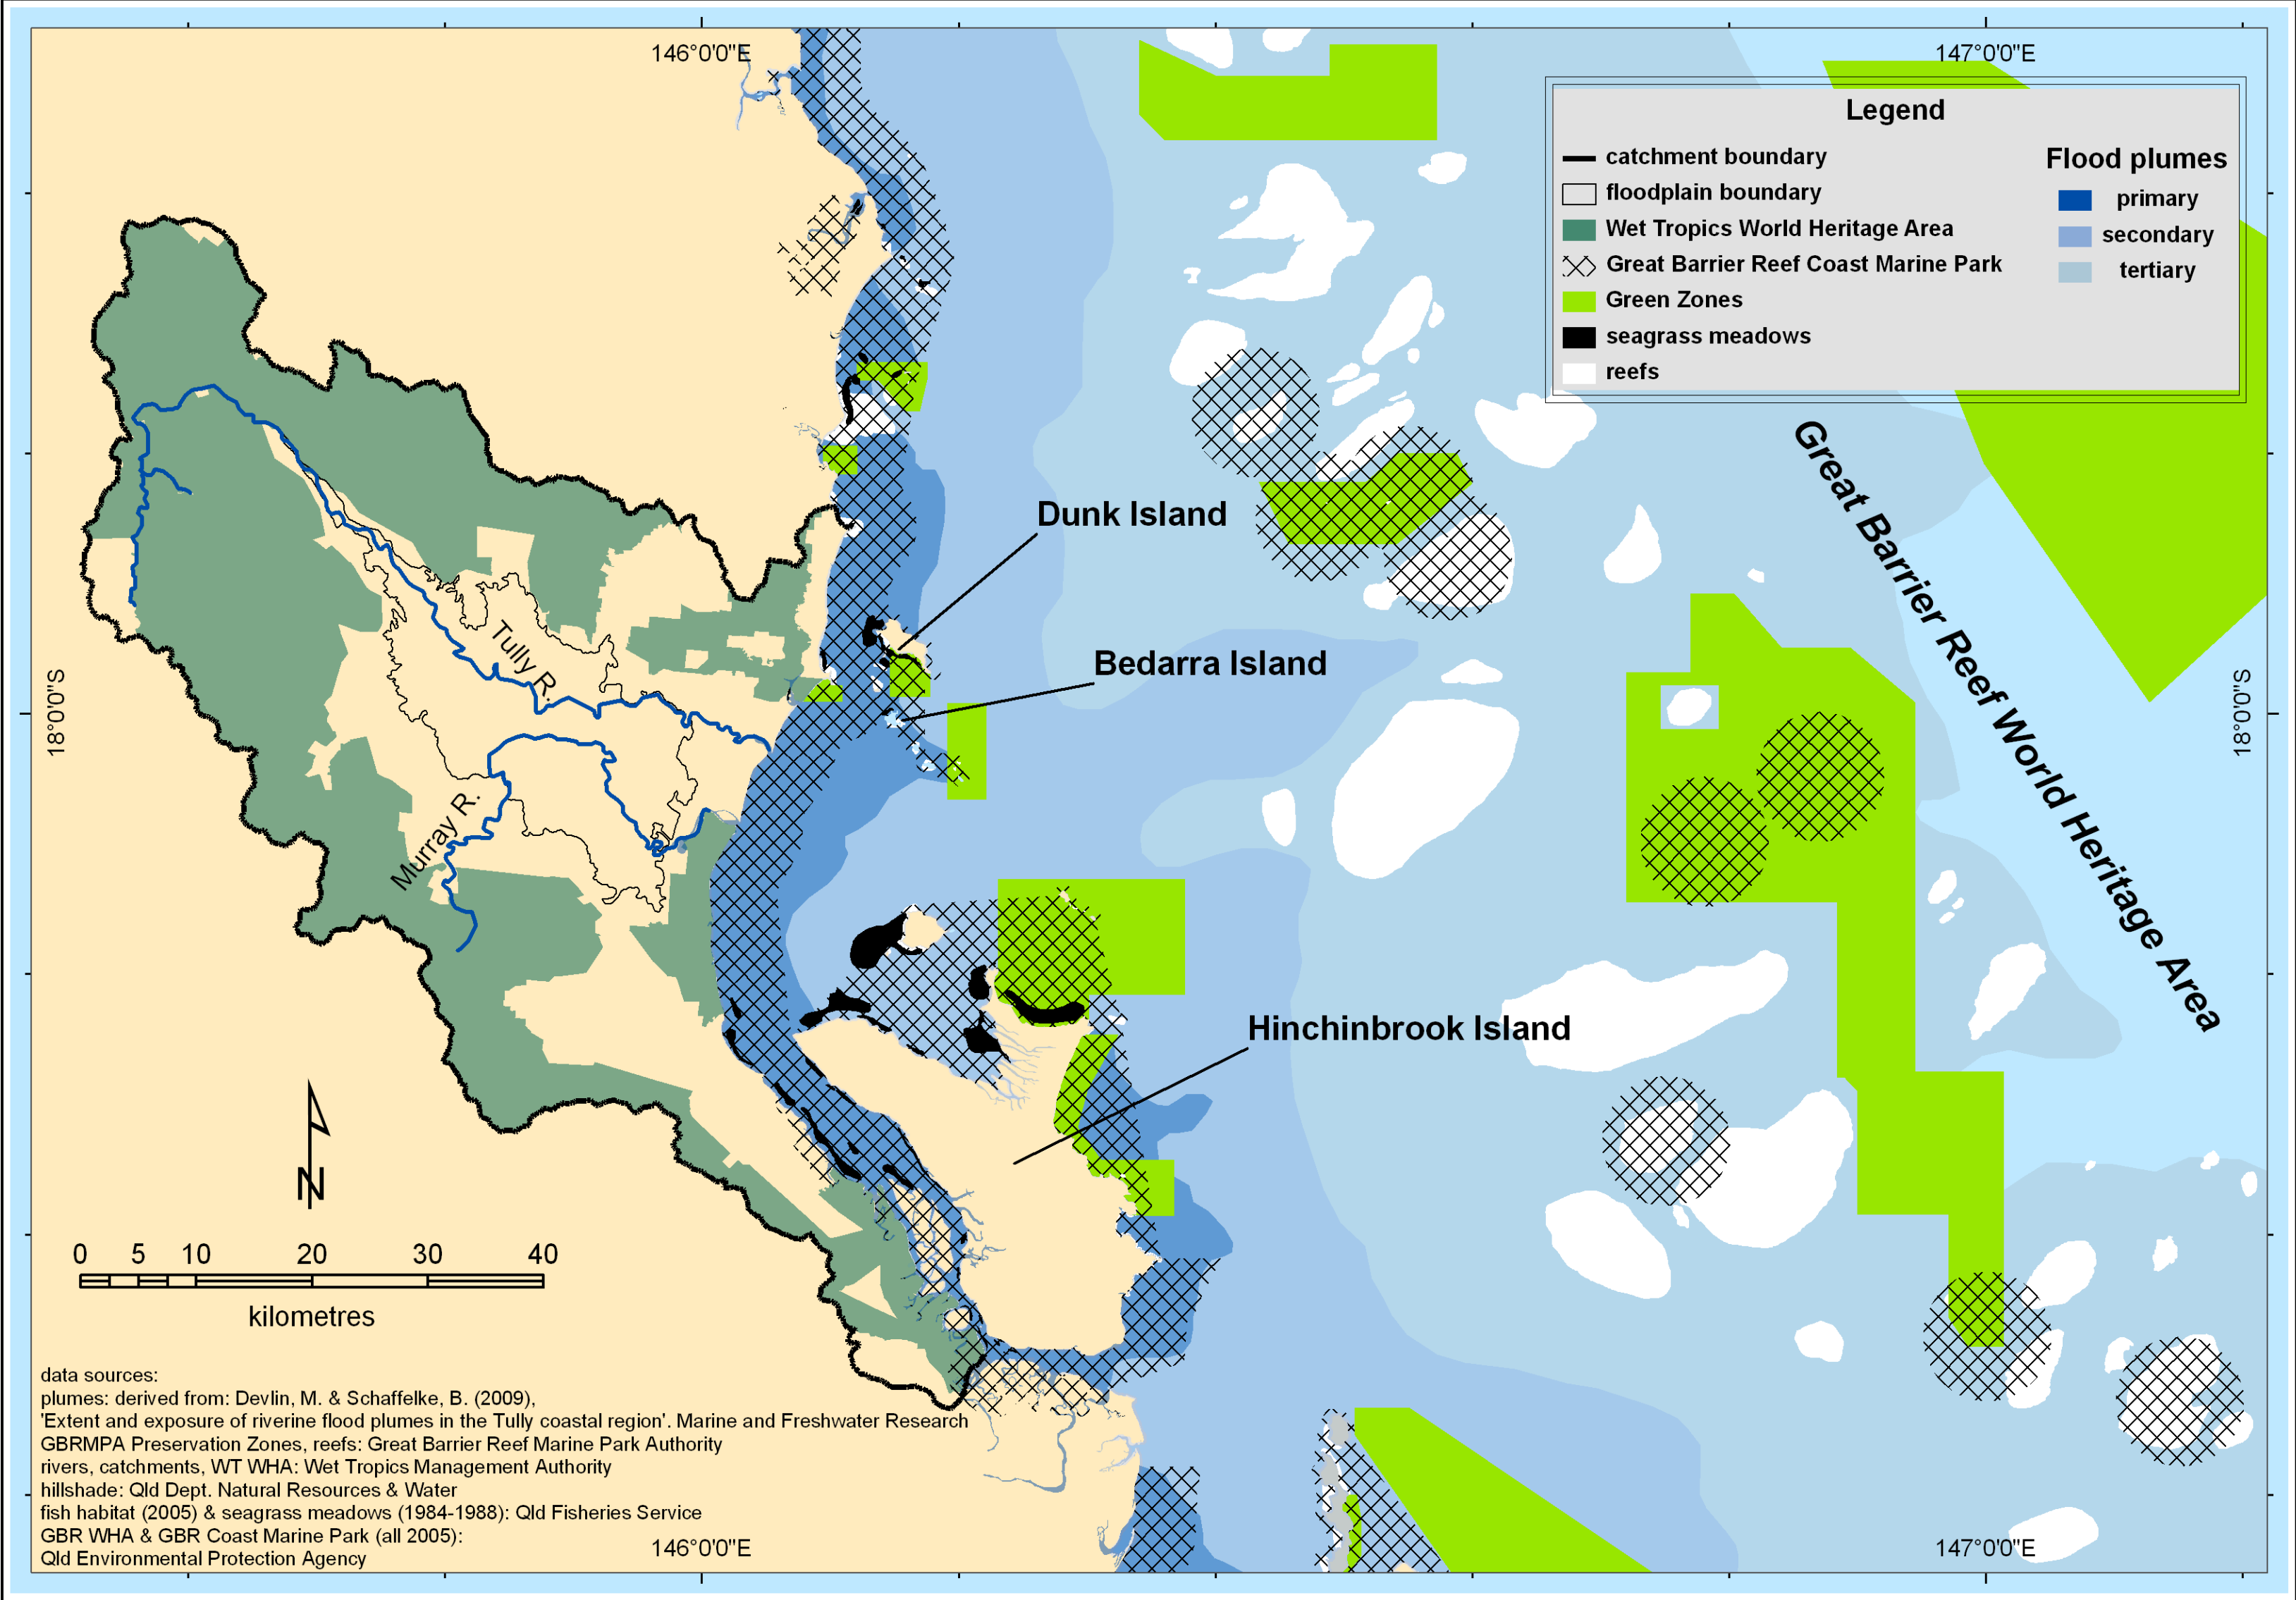 146°0'0"E
147°0'0"E
Legend
catchment boundary
floodplain boundary
Wet Tropics World Heritage Area
Great Barrier Reef Coast Marine Park
Green Zones
seagrass meadows
reefs
Flood plumes
primary
secondary
tertiary
Great Barrier Reef World Heritage Area
Dunk Island
Bedarra Island
Tully R.
Murray R.
18°0'0"S
18°0'0"S
Hinchinbrook Island
N
0 5 10 20 30 40
kilometres
data sources:
plumes: derived from: Devlin, M. & Schaffelke, B. (2009),
'Extent and exposure of riverine flood plumes in the Tully coastal region'. Marine and Freshwater Research
GBRMPA Preservation Zones, reefs: Great Barrier Reef Marine Park Authority
rivers, catchments, WT WHA: Wet Tropics Management Authority
hillshade: Qld Dept. Natural Resources & Water
fish habitat (2005) & seagrass meadows (1984-1988): Qld Fisheries Service
GBR WHA & GBR Coast Marine Park (all 2005):
Qld Environmental Protection Agency
146°0'0"E
147°0'0"E